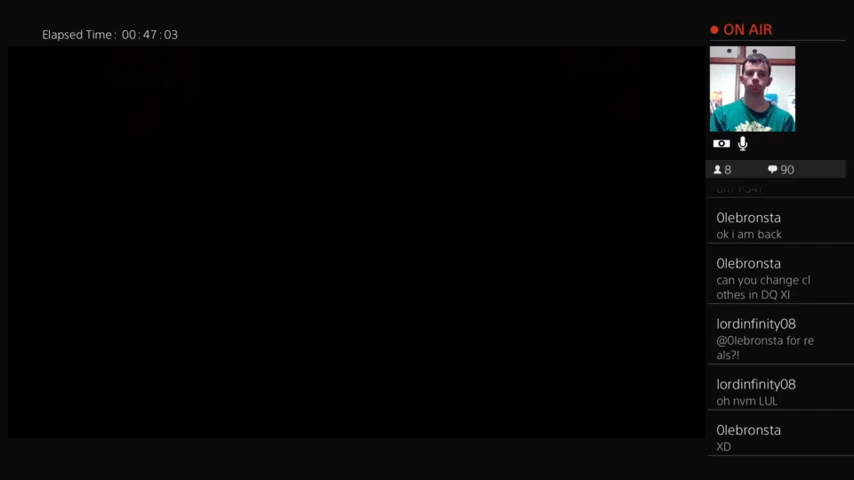 Elapsed Time: 00:47:03
ON AIR
8
90
0lebronsta
ok i am back
0lebronsta
can you change cl
othes in DQ XI
lordinfinity08
@0lebronsta for re
als?!
lordinfinity08
oh nvm LUL
0lebronsta
XD